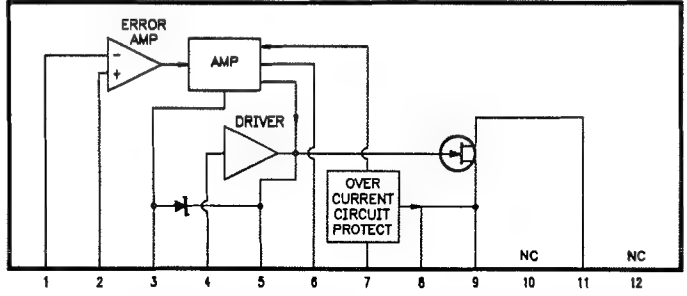 ERROR
AMP
AMP
DRIVER
OVER
CURRENT
CIRCUIT
PROTECT
NC
NC
1 2 3 4 5 6 7 8 9 10 11 12